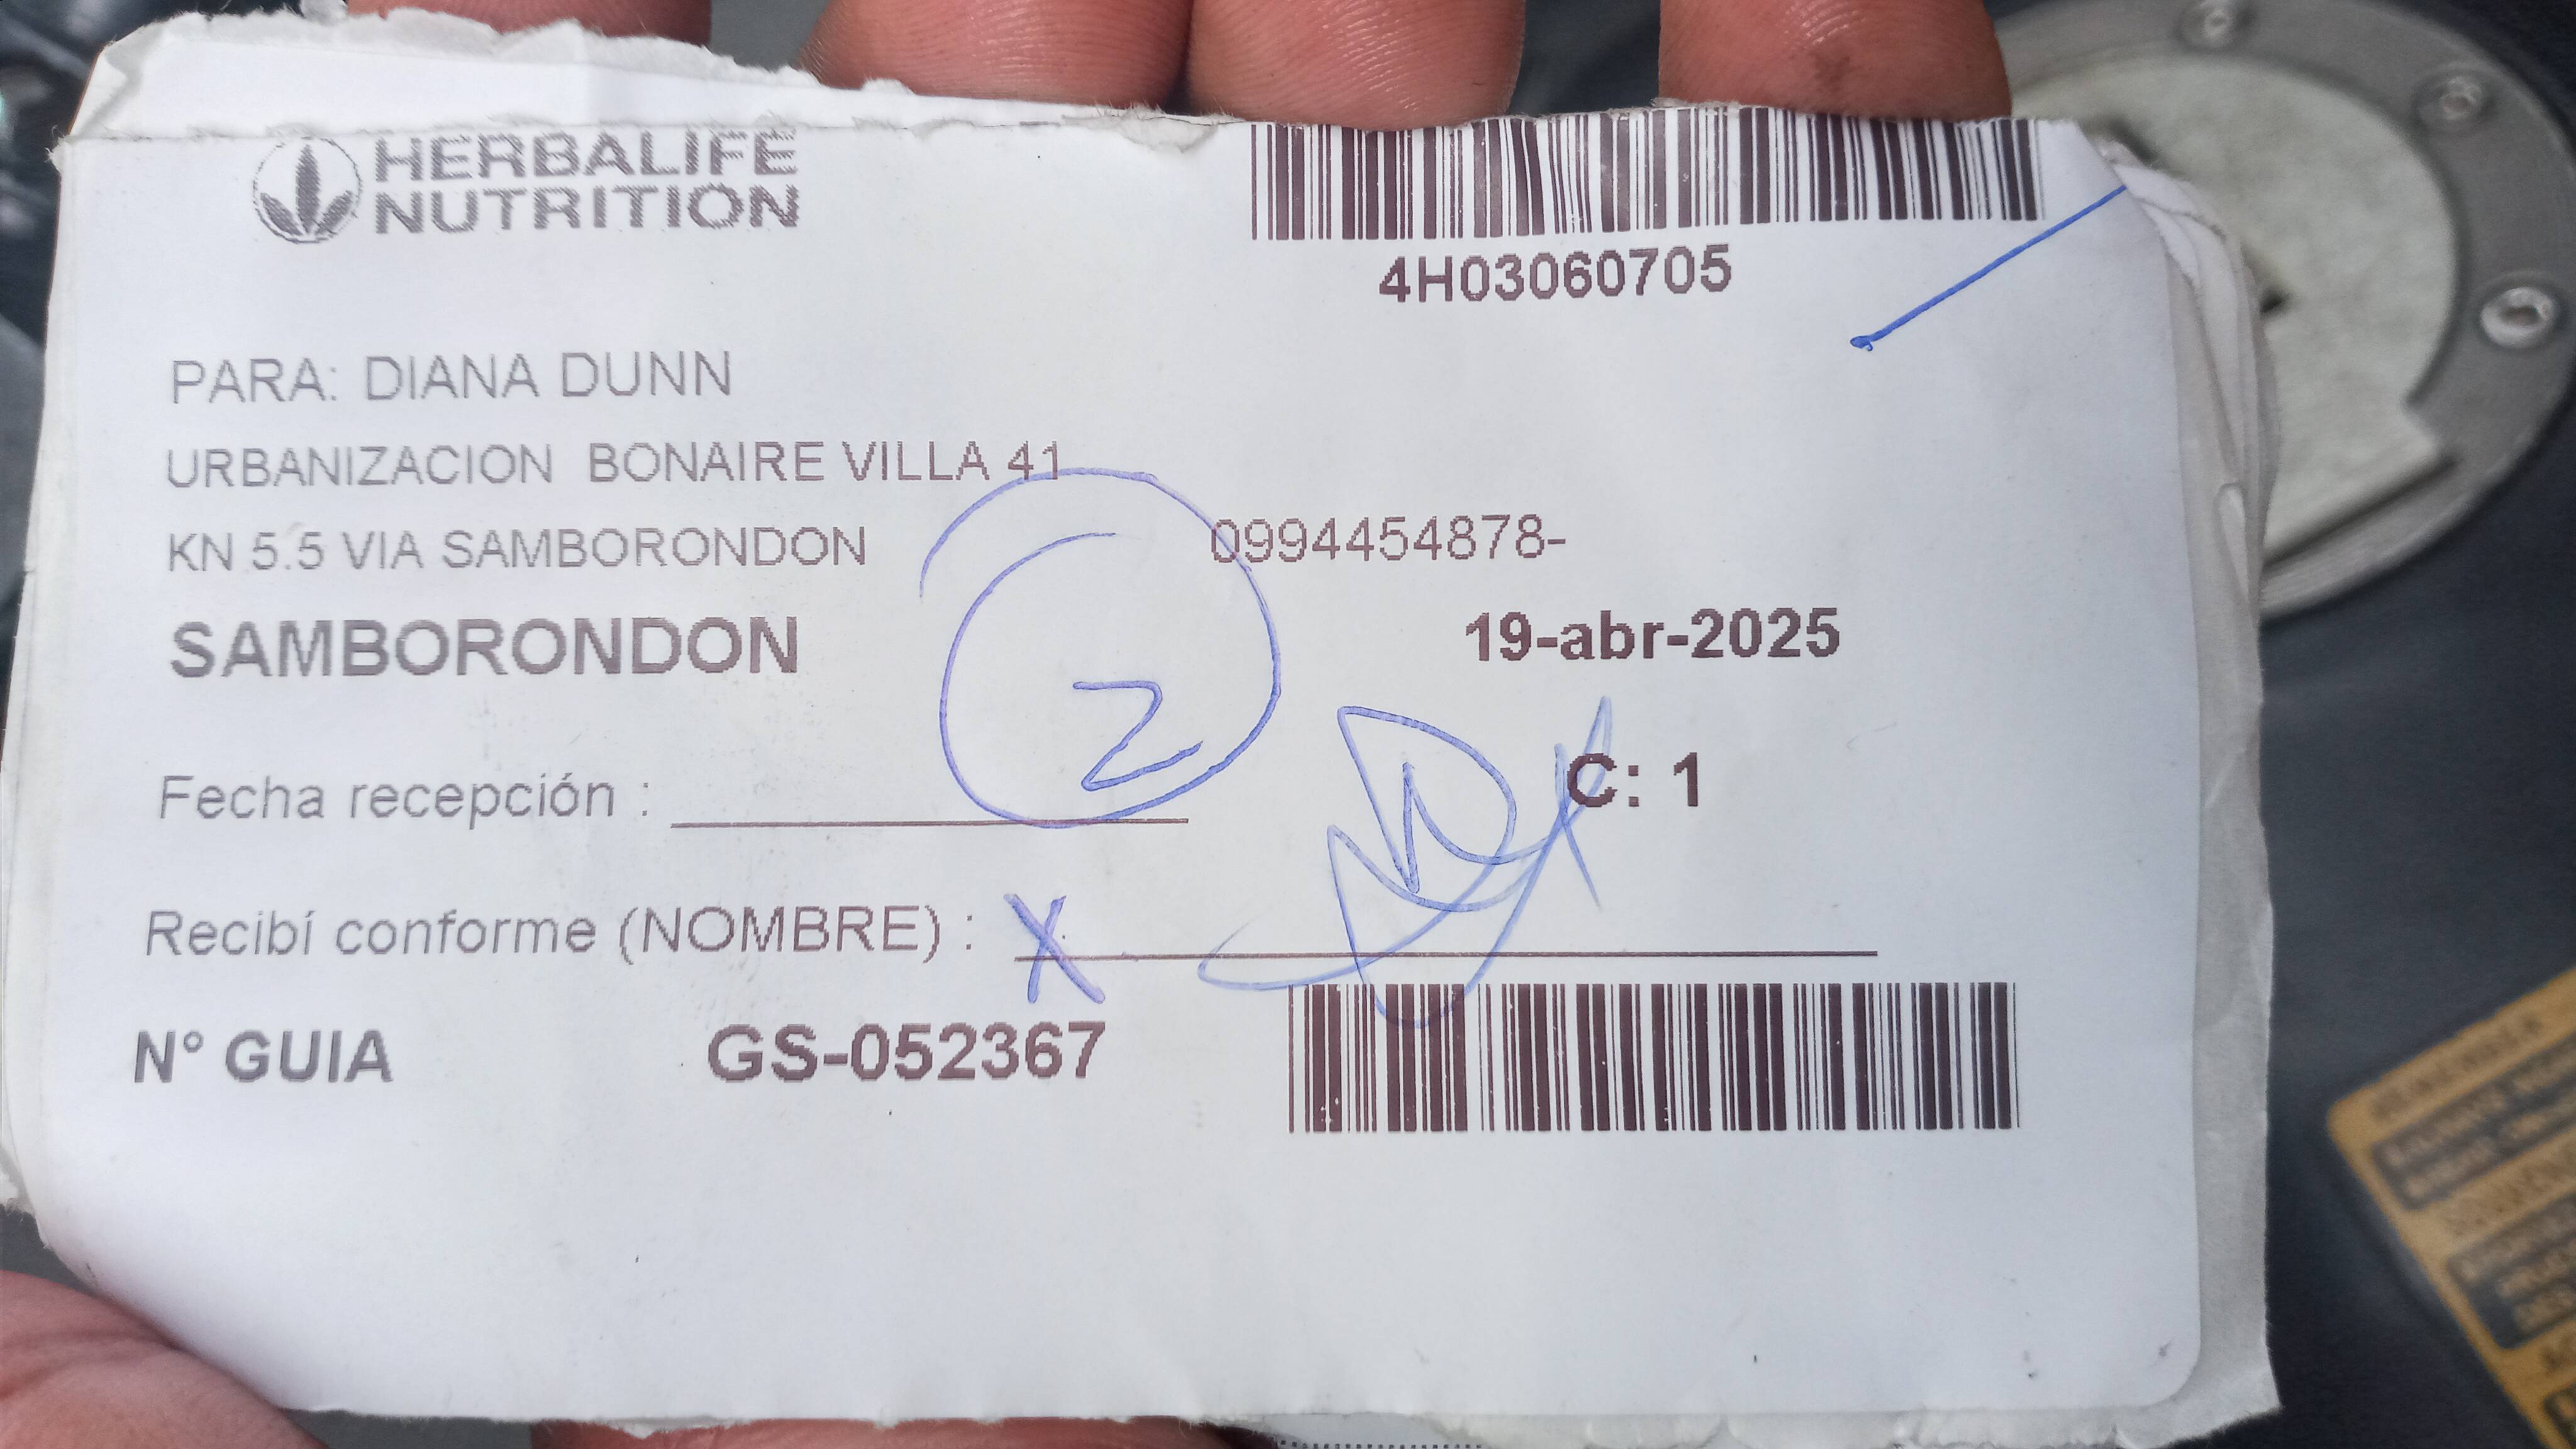 HERBALIFE
NUTRITION
4H03060705
PARA: DIANA DUNN
URBANIZACION BONAIRE VILLA 41
KN 5.5 VIA SAMBORONDON 0994454878-
SAMBORONDON 19-abr-2025
2
Fecha recepción : C: 1
Recibí conforme (NOMBRE) : X
N° GUIA GS-052367